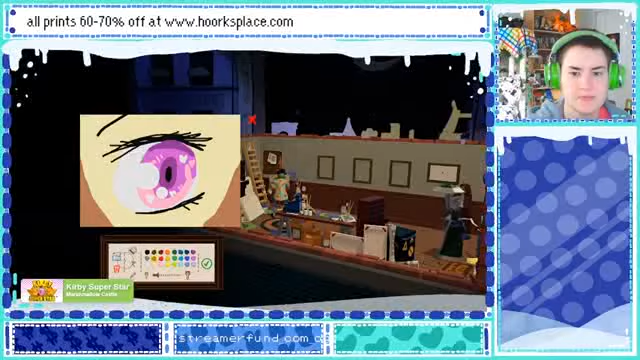 all prints 60-70% off at www.hoorksplace.com
Kirby Super Star
Marshmallow Castle
streamerfund.com